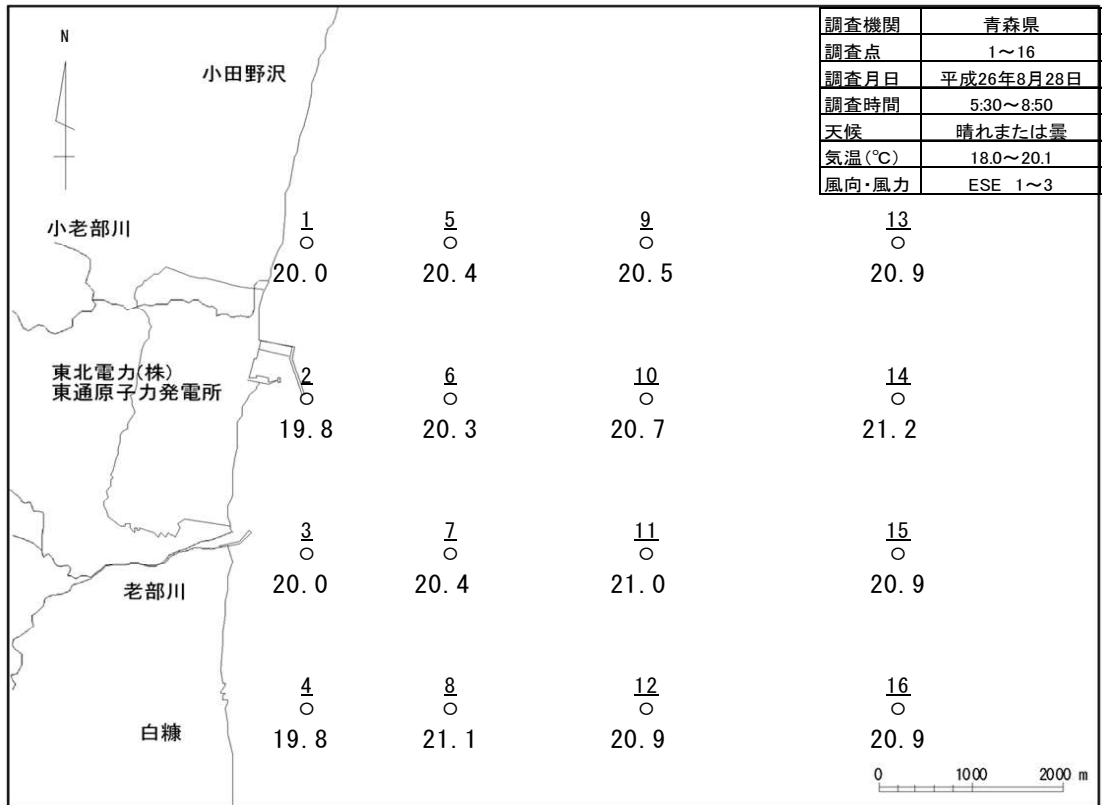 調査機関 青森県
調査点 1～16
調査月日 平成26年8月28日
調査時間 5:30～8:50
天候 晴れまたは曇
気温(℃) 18.0～20.1
風向・風力 ESE 1～3
N
小田野沢
小老部川
1 5 9 13
20.0 20.4 20.5 20.9
東北電力(株)
東通原子力発電所
2 6 10 14
19.8 20.3 20.7 21.2
3 7 11 15
20.0 20.4 21.0 20.9
老部川
4 8 12 16
19.8 21.1 20.9 20.9
白糠
0 1000 2000 m